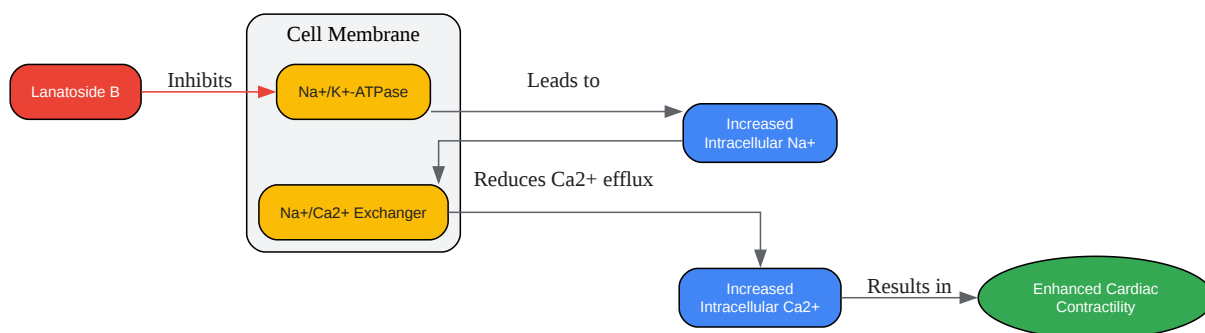 Cell Membrane
Lanatoside B
Inhibits
Na+/K+-ATPase
Leads to
Increased
Intracellular Na+
Reduces Ca2+ efflux
Na+/Ca2+ Exchanger
Increased
Intracellular Ca2+
Results in
Enhanced Cardiac
Contractility